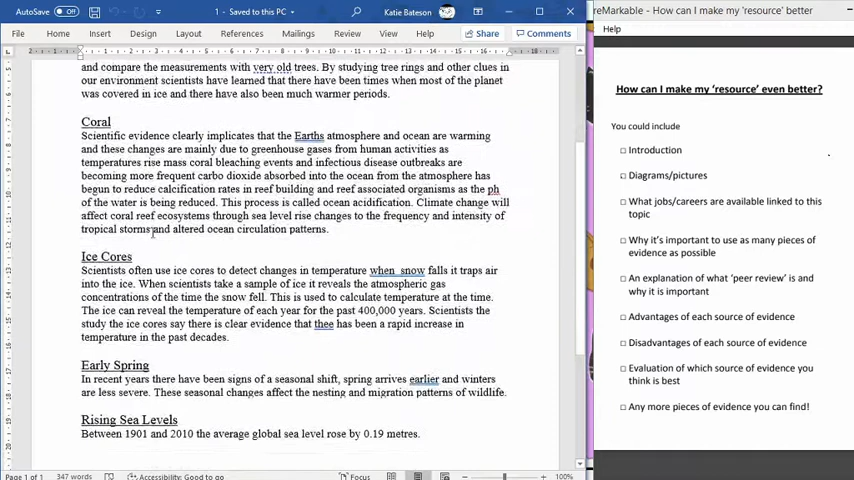 AutoSave Off 1 - Saved to this PC Katie Bateson
File Home Insert Draw Design Layout References Mailings Review View Help Share Comments
and compare the measurements with very old trees. By studying tree rings and other clues in
our environment scientists have learned that there have been times when most of the planet
was covered in ice and there have also been much warmer periods.
Coral
Scientific evidence clearly implicates that the Earths atmosphere and ocean are warming
and these changes are mainly due to greenhouse gases from human activities as
temperatures rise mass coral bleaching events and infectious disease outbreaks are
becoming more frequent carbo dioxide absorbed into the ocean from the atmosphere has
begun to reduce calcification rates in reef building and reef associated organisms as the ph
of the water is being reduced. This process is called ocean acidification. Climate change will
affect coral reef ecosystems through sea level rise changes to the frequency and intensity of
tropical storms and altered ocean circulation patterns.
Ice Cores
Scientists often use ice cores to detect changes in temperature when snow falls it traps air
into the ice. When scientists take a sample of ice it reveals the atmospheric gas
concentrations of the time the snow fell. This is used to calculate temperature at the time.
The ice can reveal the temperature of each year for the past 400,000 years. Scientists the
study the ice cores say there is clear evidence that thee has been a rapid increase in
temperature in the past decades.
Early Spring
In recent years there have been signs of a seasonal shift, spring arrives earlier and winters
are less severe. These seasonal changes affect the nesting and migration patterns of wildlife.
Rising Sea Levels
Between 1901 and 2010 the average global sea level rose by 0.19 metres.
Page 1 of 1 347 words Accessibility: Good to go Focus 100%
reMarkable - How can I make my 'resource' better
Help
How can I make my 'resource' even better?
You could include
Introduction
Diagrams/pictures
What jobs/careers are available linked to this
topic
Why it's important to use as many pieces of
evidence as possible
An explanation of what 'peer review' is and
why it is important
Advantages of each source of evidence
Disadvantages of each source of evidence
Evaluation of which source of evidence you
think is best
Any more pieces of evidence you can find!